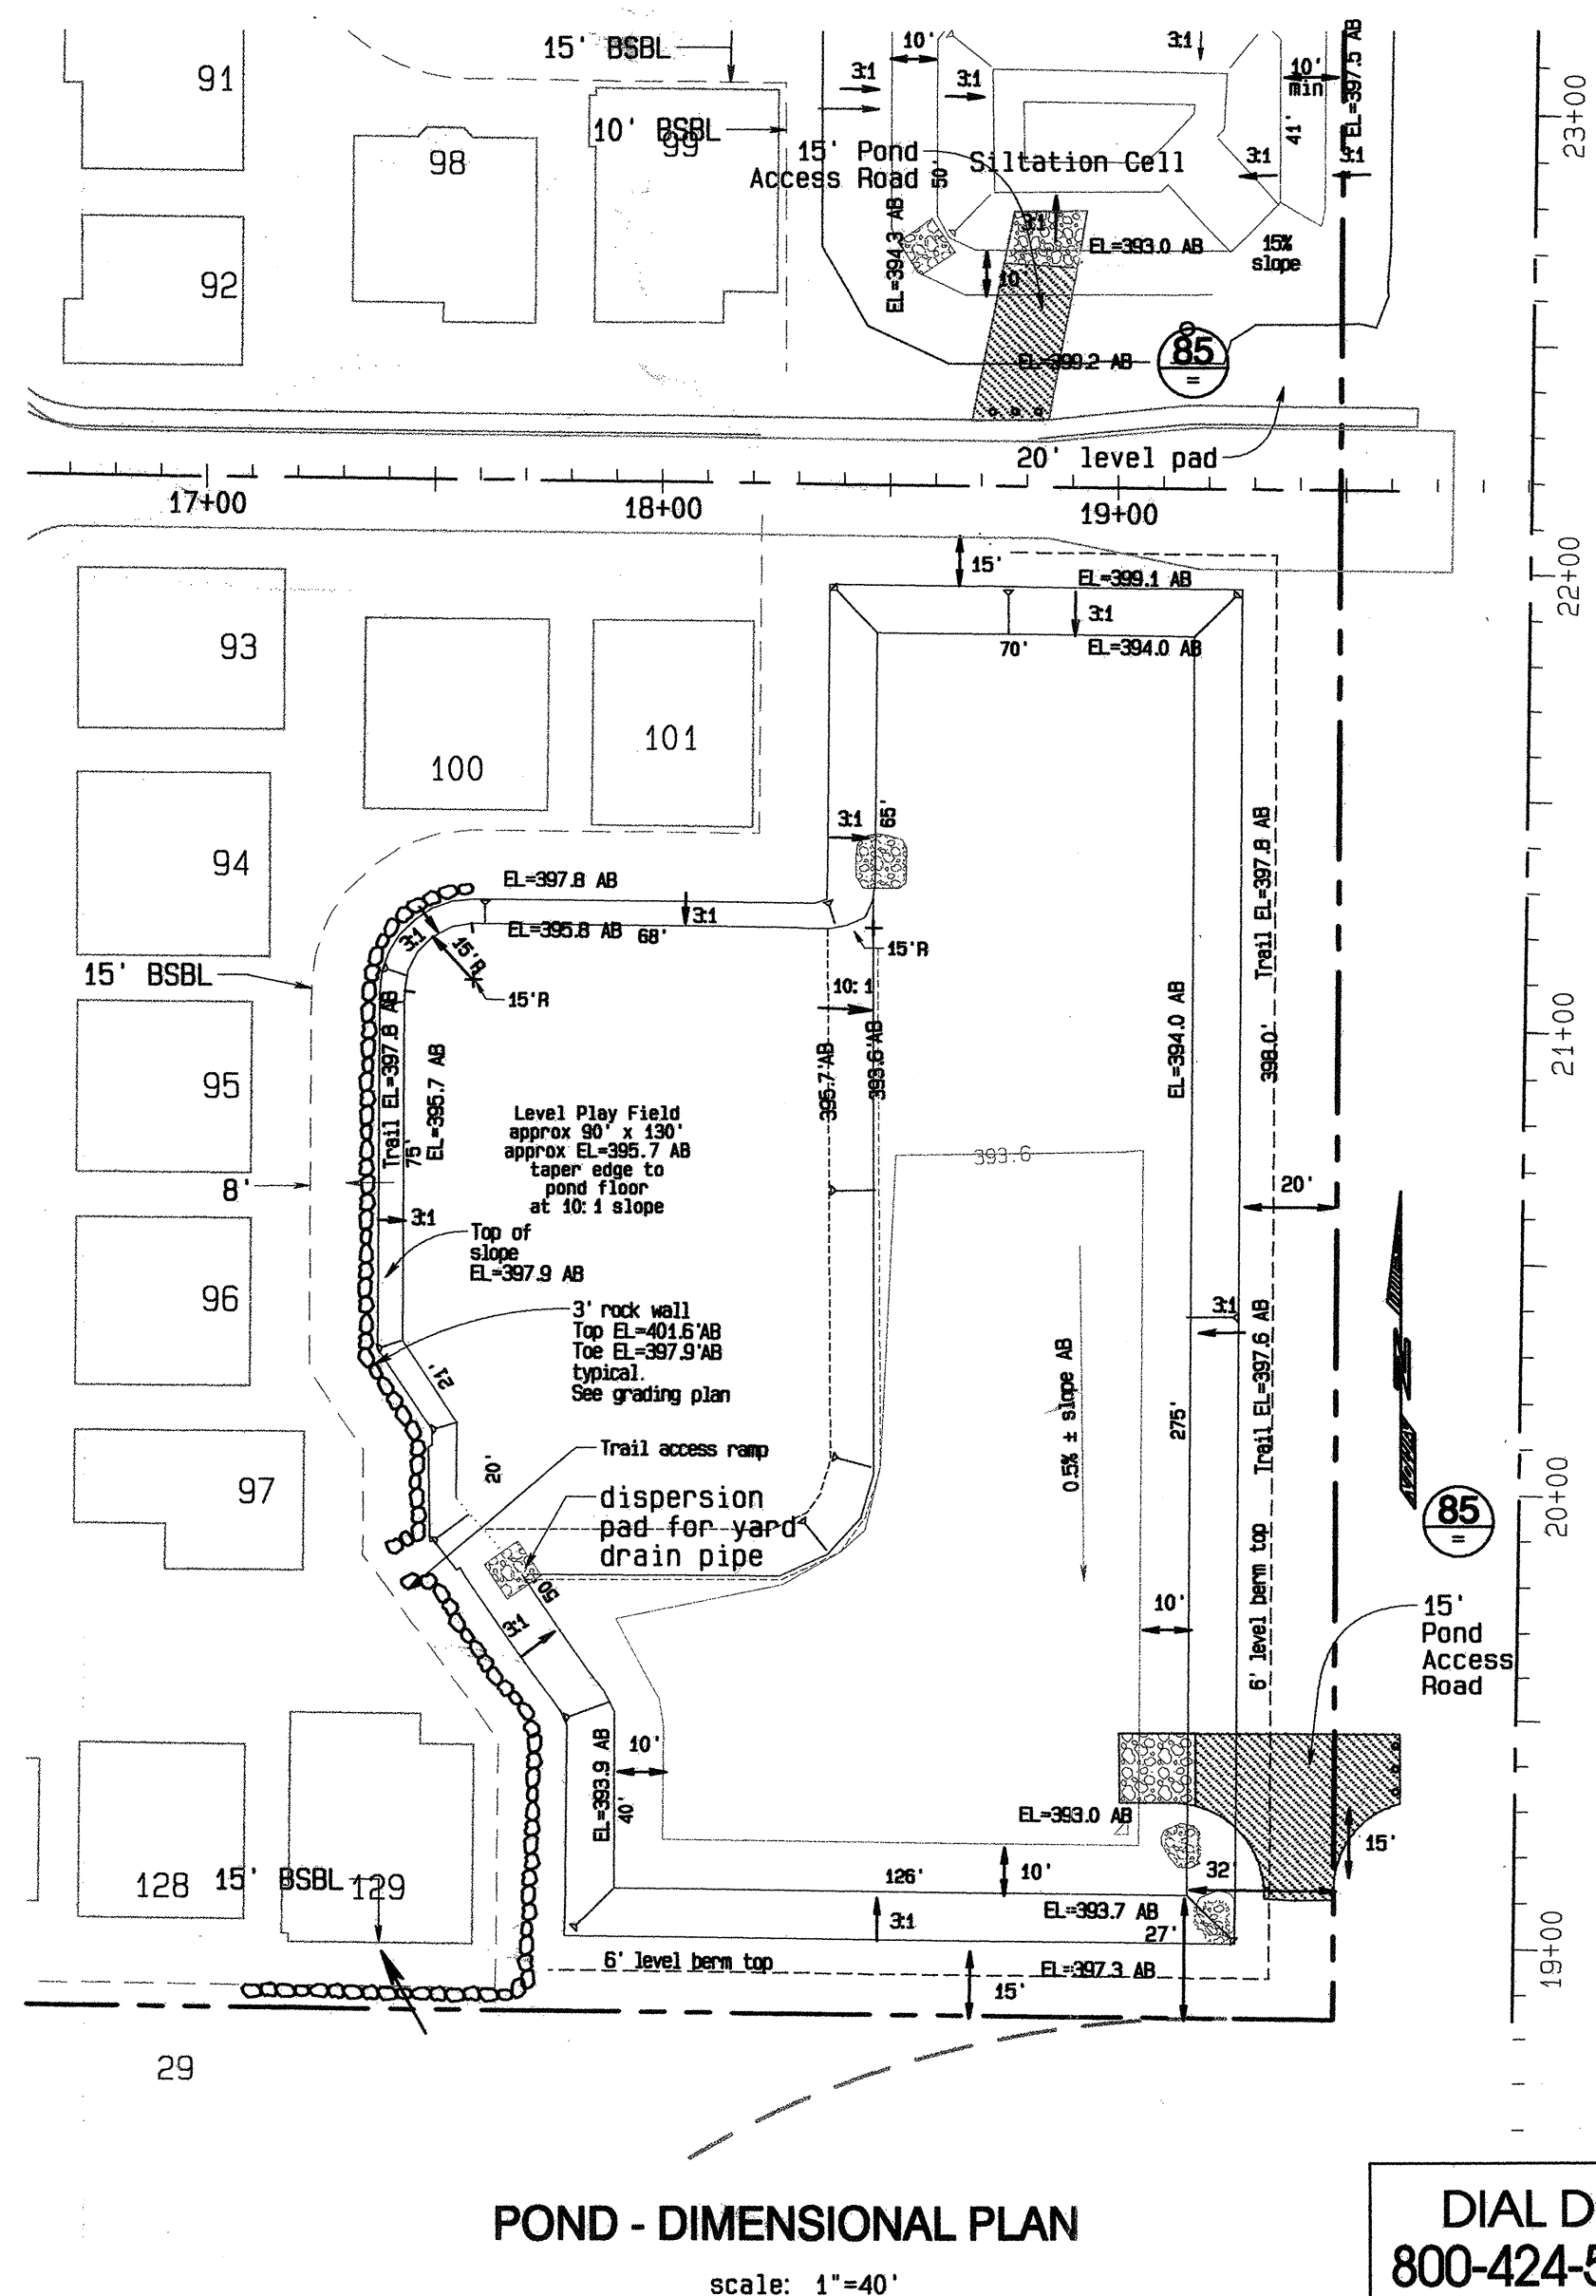 91
15' BSBL
10' BSBL
98
99
92
10'
3:1
3:1
3:1
10'
min
EL=397.5 AB
41'
23+00
15' Pond
Access Road
50'
Siltation Cell
3:1
3:1
3:1
EL=394.3 AB
EL=393.0 AB
15%
slope
10'
EL=399.2 AB
85
=
20' level pad
17+00
18+00
19+00
15'
EL=399.1 AB
3:1
70'
EL=394.0 AB
22+00
93
100
101
94
3:1
65'
EL=397.8 AB
EL=395.8 AB
68'
3:1
3:1
15'R
15'R
15'R
15' BSBL
10:1
395.7'AB
393.6'AB
EL=394.0 AB
Trail EL=397.8 AB
398.0'
21+00
Trail EL=397.8 AB
EL=395.7 AB
75'
95
8'
Level Play Field
approx 90' x 130'
approx EL=395.7 AB
taper edge to
pond floor
at 10:1 slope
393.6
20'
3:1
Top of
slope
EL=397.9 AB
96
3' rock wall
Top EL=401.6'AB
Toe EL=397.9'AB
typical.
See grading plan
21'
3:1
Trail EL=397.6 AB
N
0.5% ± slope AB
275'
97
20'
Trail access ramp
dispersion
pad for yard
drain pipe
50'
3:1
85
=
20+00
6' level berm top
10'
15'
Pond
Access
Road
EL=393.9 AB
40'
10'
EL=393.0 AB
15'
128
15' BSBL
129
126'
10'
32'
3:1
EL=393.7 AB
27'
6' level berm top
EL=397.3 AB
15'
19+00
29
POND - DIMENSIONAL PLAN
scale: 1"=40'
DIAL D
800-424-5